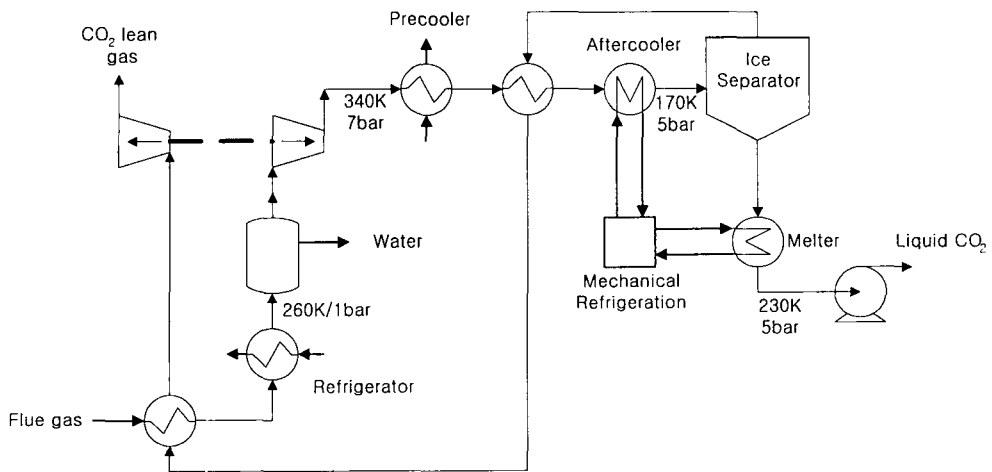 CO₂ lean
gas
Precooler
Aftercooler
Ice
Separator
340K
7bar
170K
5bar
Water
Mechanical
Refrigeration
Melter
Liquid CO₂
260K/1bar
230K
5bar
Refrigerator
Flue gas